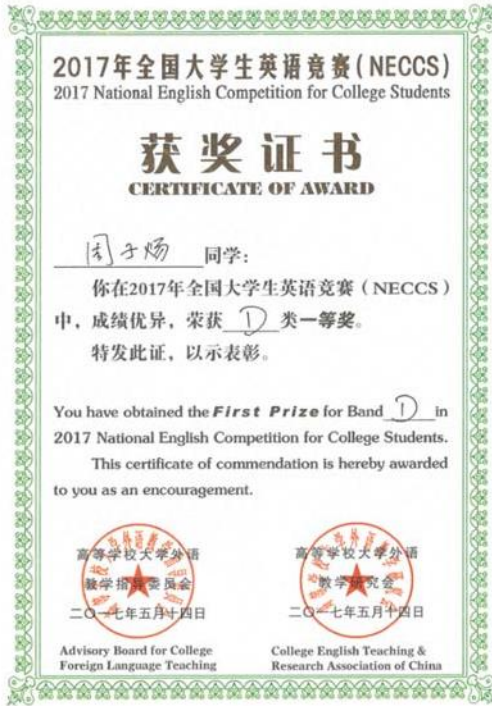 2017年全国大学生英语竞赛(NECCS)
2017 National English Competition for College Students
获奖证书
CERTIFICATE OF AWARD
周子炀 同学:
你在2017年全国大学生英语竞赛(NECCS)
中，成绩优异，荣获 D 类一等奖。
特发此证，以示表彰。
You have obtained the First Prize for Band D in
2017 National English Competition for College Students.
This certificate of commendation is hereby awarded
to you as an encouragement.
高等学校大学外语
教学指导委员会
二〇一七年五月十四日
Advisory Board for College
Foreign Language Teaching
高等学校大学外语
教学研究会
二〇一七年五月十四日
College English Teaching &
Research Association of China